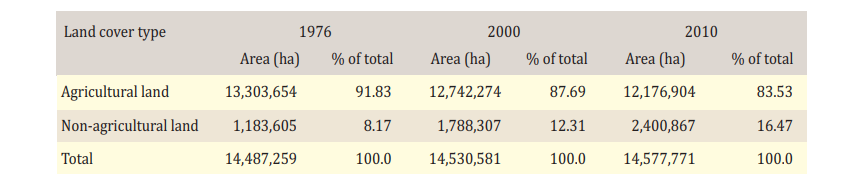 Land cover type 1976 2000 2010
Area (ha) % of total Area (ha) % of total Area (ha) % of total
Agricultural land 13,303,654 91.83 12,742,274 87.69 12,176,904 83.53
Non-agricultural land 1,183,605 8.17 1,788,307 12.31 2,400,867 16.47
Total 14,487,259 100.0 14,530,581 100.0 14,577,771 100.0